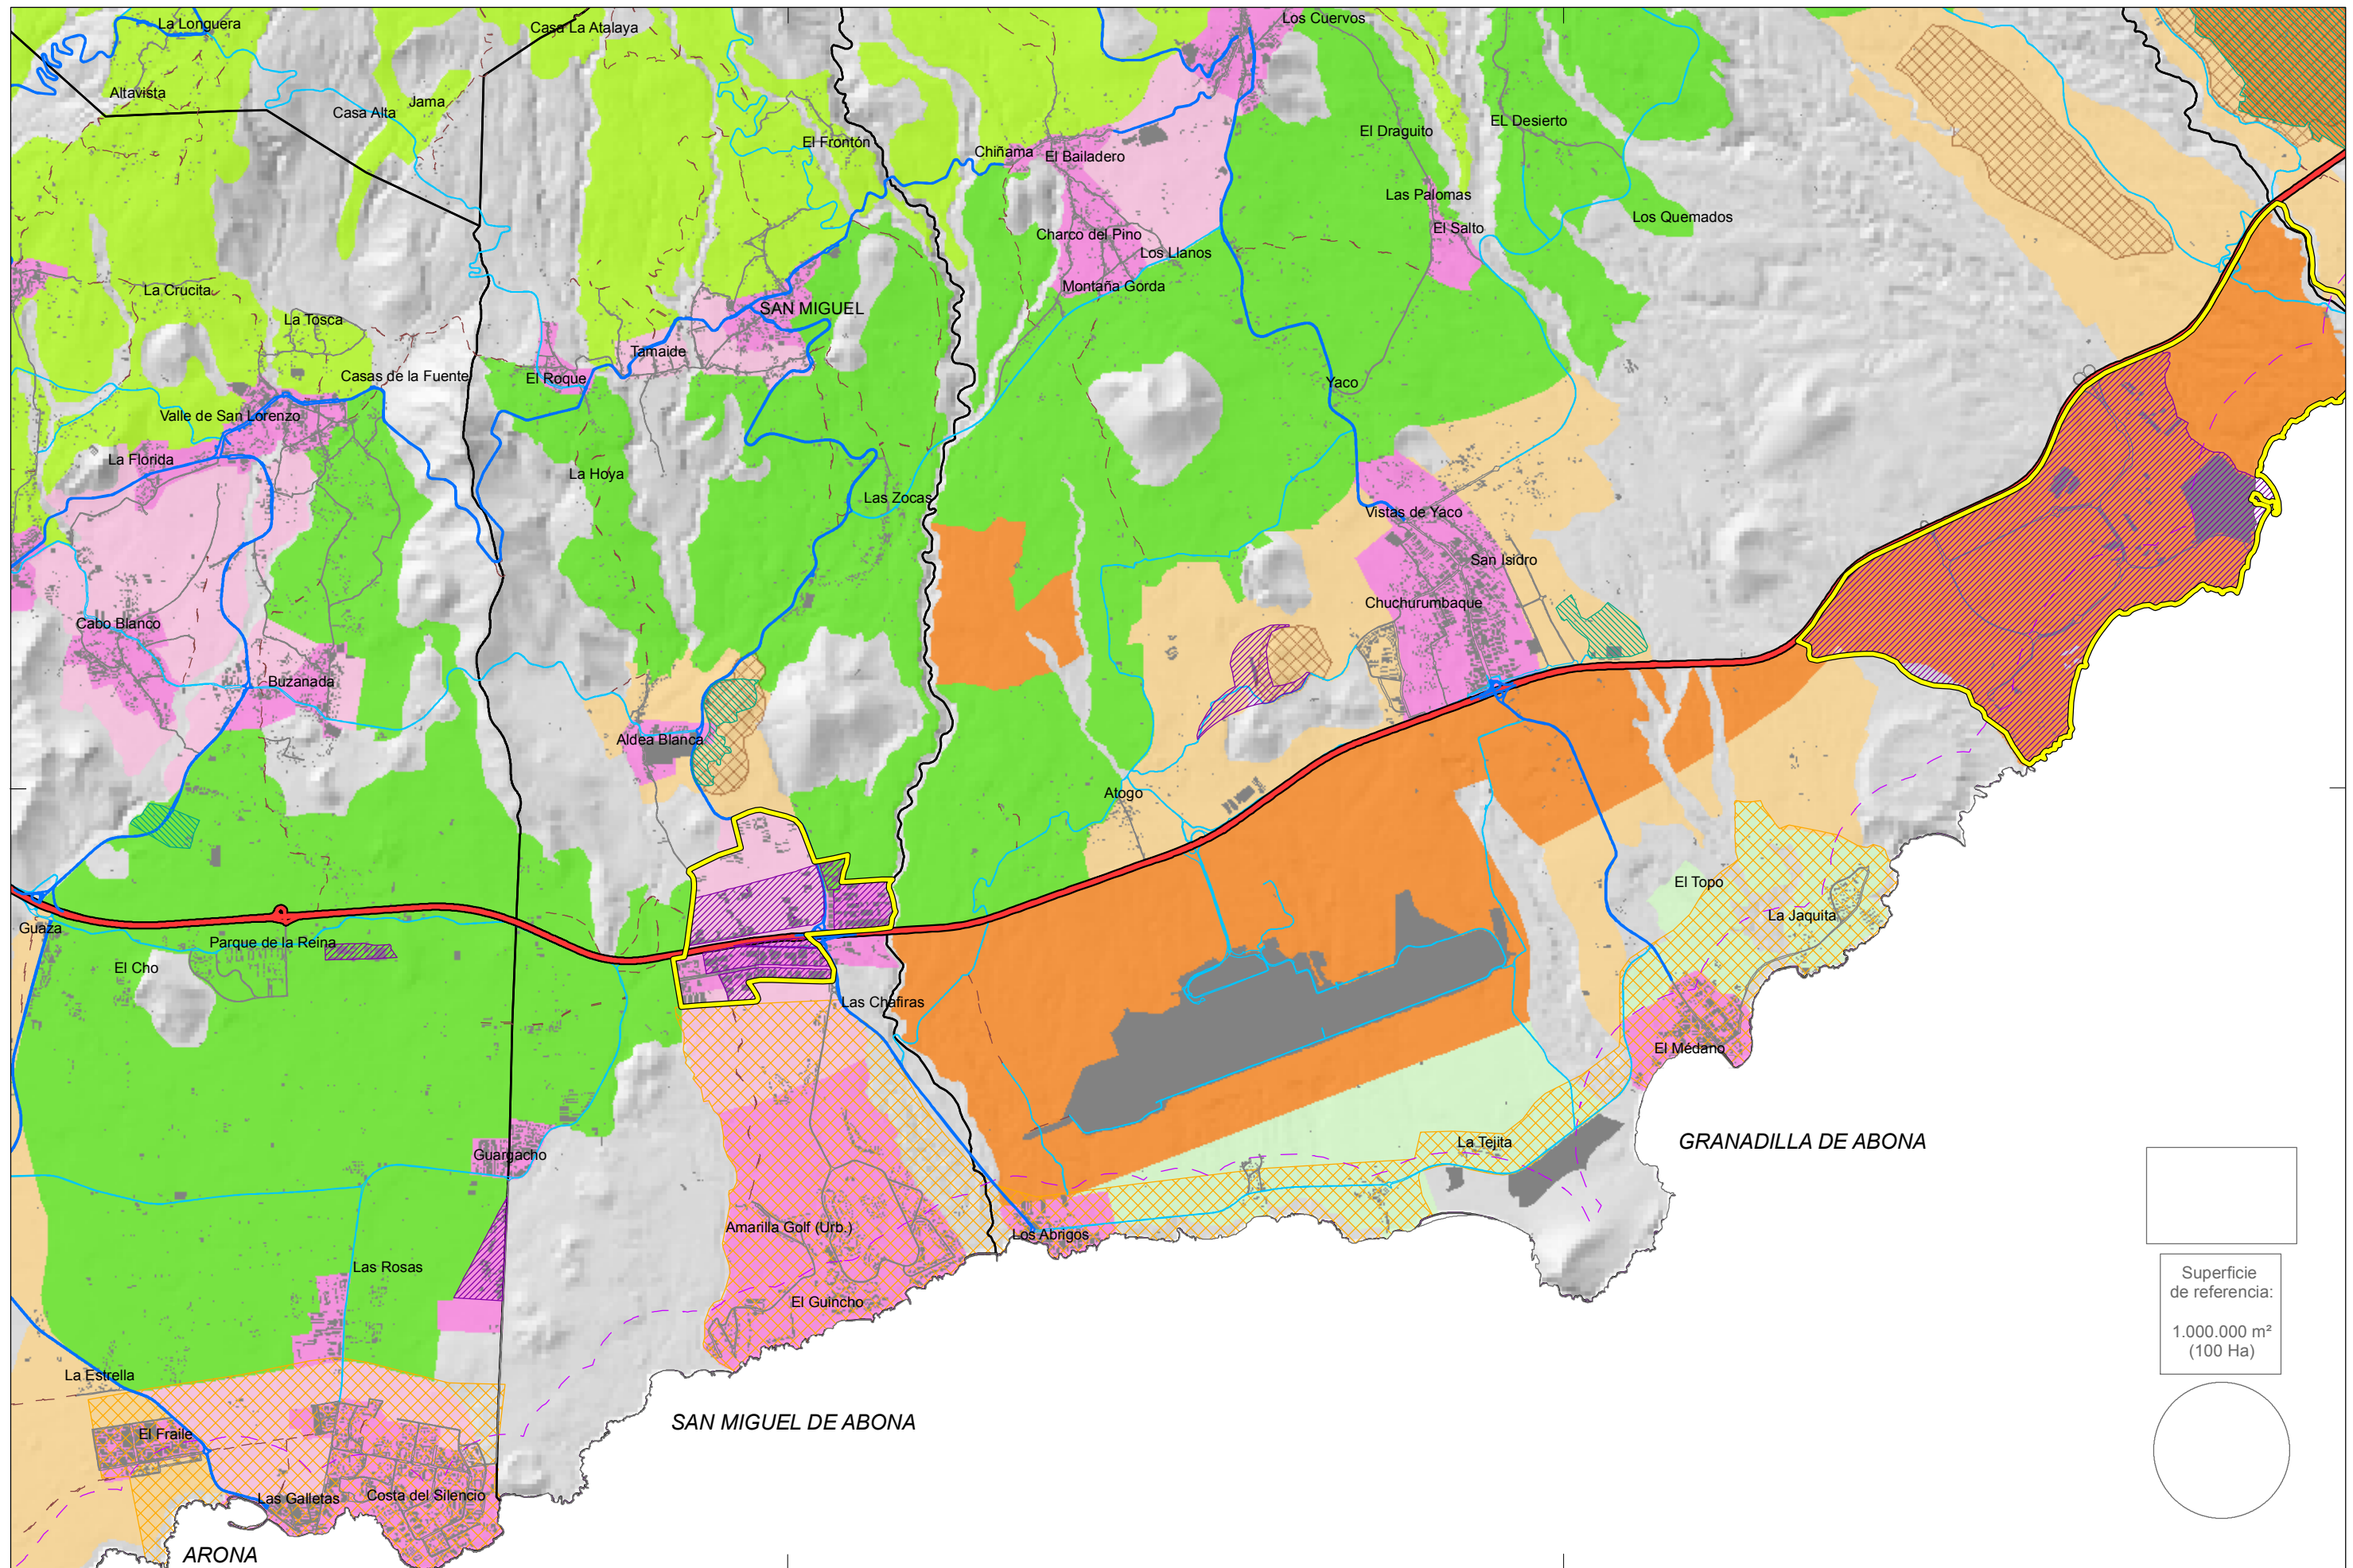 La Longuera
Casa La Atalaya
Los Cuervos
Altavista
Casa Alta
Jama
El Frontón
Chiñama
El Bailadero
El Draguito
EL Desierto
Las Palomas
Los Quemados
El Salto
Charco del Pino
Los Llanos
Montaña Gorda
La Crucita
La Tosca
SAN MIGUEL
Tamaide
Casas de la Fuente
El Roque
Yaco
Valle de San Lorenzo
La Florida
La Hoya
Las Zocas
Vistas de Yaco
San Isidro
Chuchurumbaque
Cabo Blanco
Buzanada
Aldea Blanca
Atogo
El Topo
La Jaquita
Guaza
Parque de la Reina
El Cho
Las Chafiras
El Médano
La Tejita
GRANADILLA DE ABONA
Guargacho
Amarilla Golf (Urb.)
Los Abrigos
Las Rosas
El Guincho
Superficie
de referencia:
1.000.000 m²
(100 Ha)
La Estrella
SAN MIGUEL DE ABONA
El Fraile
Las Galletas
Costa del Silencio
ARONA